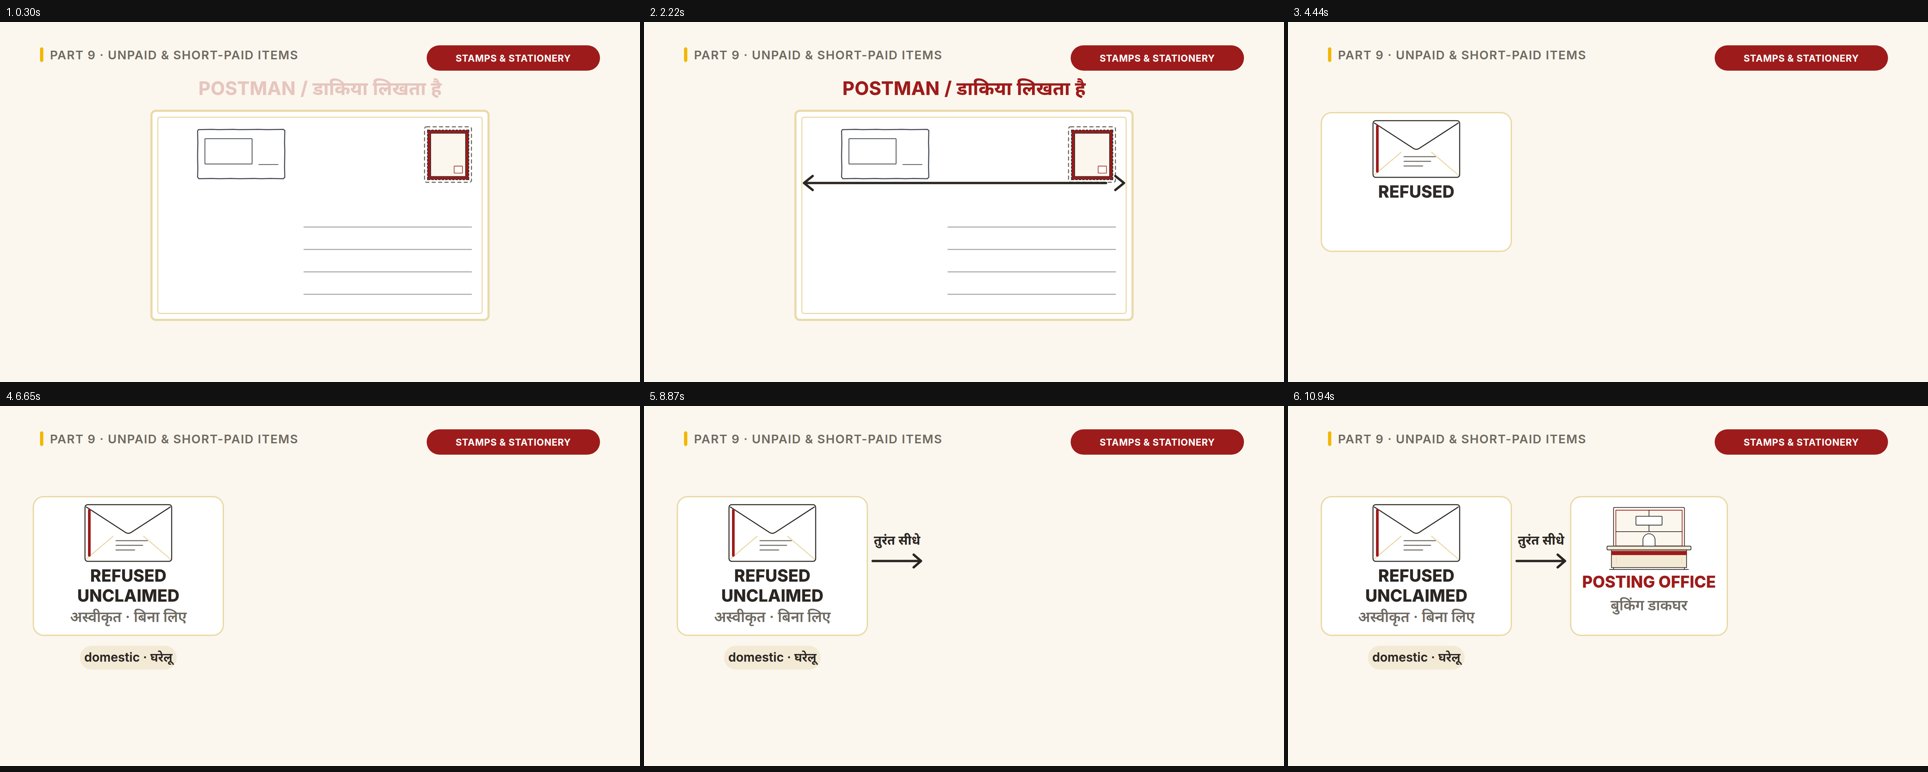 1. 0.30s
PART 9 · UNPAID & SHORT-PAID ITEMS
STAMPS & STATIONERY
POSTMAN / डाकिया लिखता है
2. 2.22s
PART 9 · UNPAID & SHORT-PAID ITEMS
STAMPS & STATIONERY
POSTMAN / डाकिया लिखता है
3. 4.44s
PART 9 · UNPAID & SHORT-PAID ITEMS
STAMPS & STATIONERY
REFUSED
4. 6.65s
PART 9 · UNPAID & SHORT-PAID ITEMS
STAMPS & STATIONERY
REFUSED
UNCLAIMED
अस्वीकृत · बिना लिए
domestic · घरेलू
5. 8.87s
PART 9 · UNPAID & SHORT-PAID ITEMS
STAMPS & STATIONERY
REFUSED
UNCLAIMED
अस्वीकृत · बिना लिए
domestic · घरेलू
तुरंत सीधे
6. 10.94s
PART 9 · UNPAID & SHORT-PAID ITEMS
STAMPS & STATIONERY
REFUSED
UNCLAIMED
अस्वीकृत · बिना लिए
domestic · घरेलू
तुरंत सीधे
POSTING OFFICE
बुकिंग डाकघर